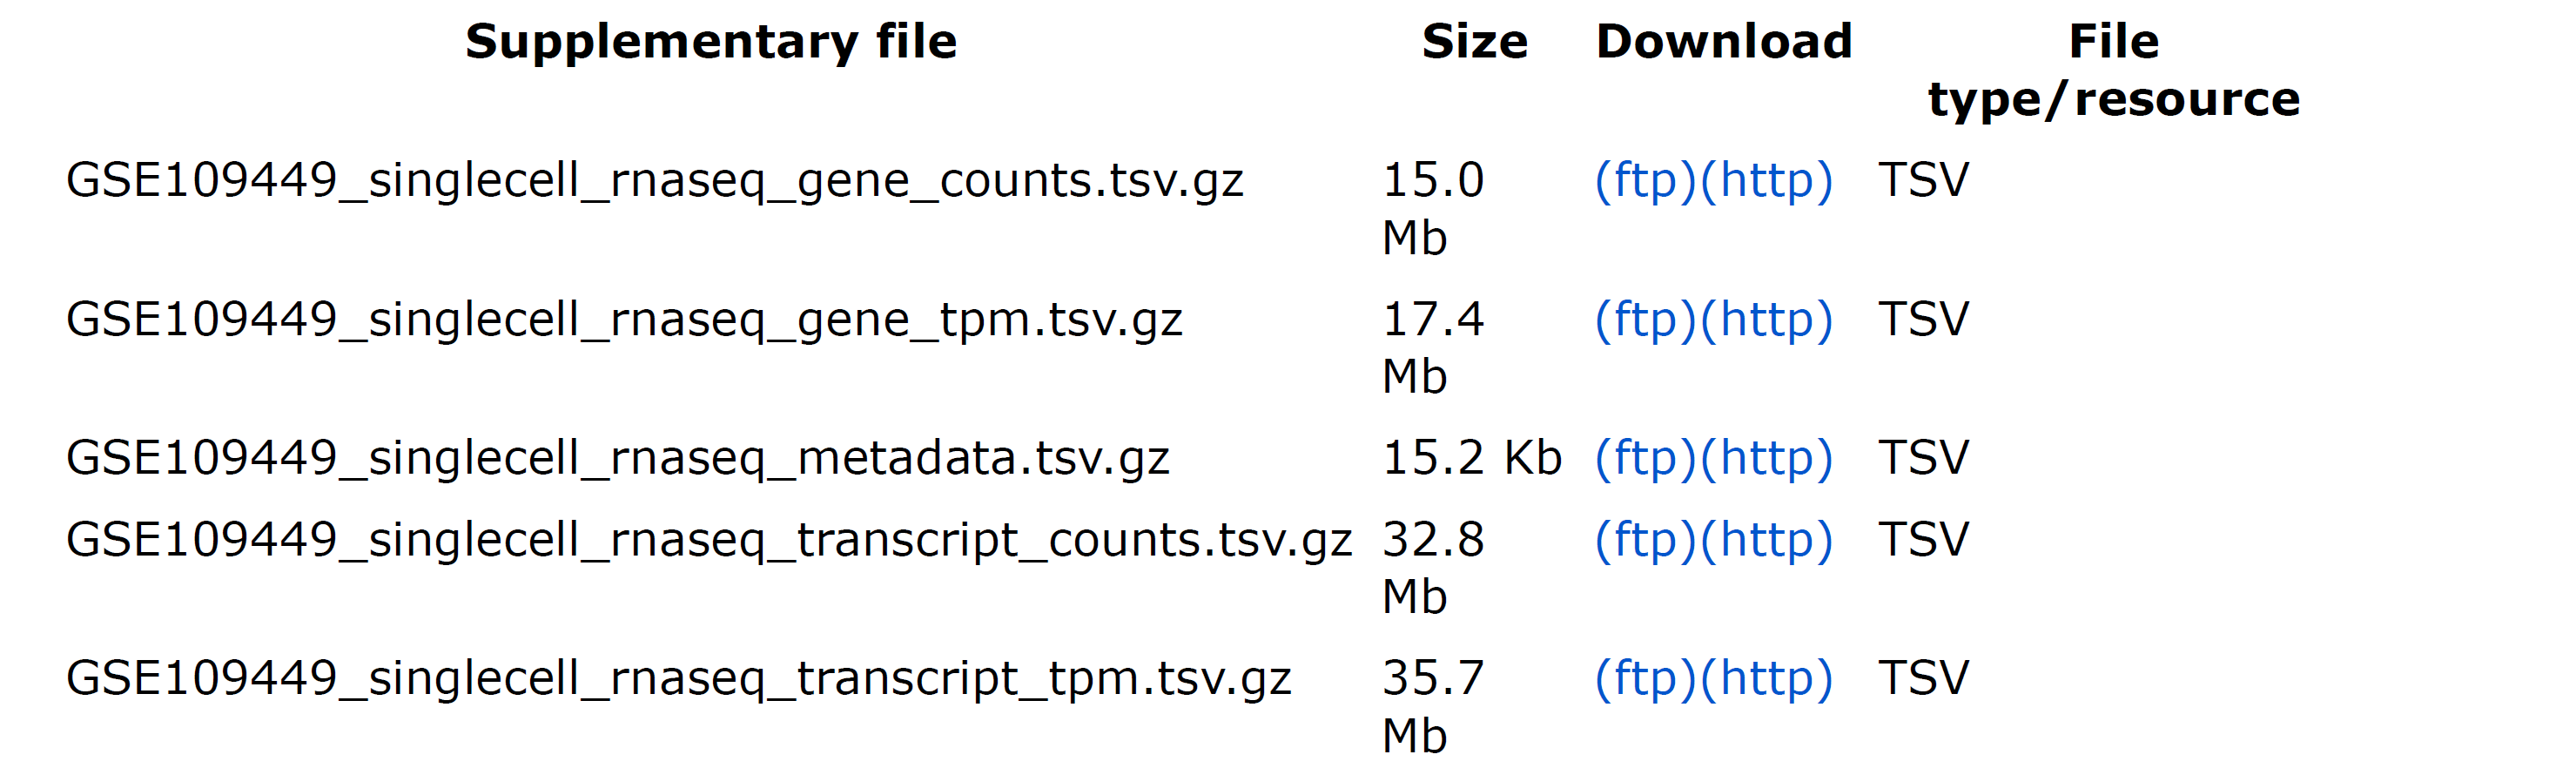 Supplementary file Size Download File
type/resource
GSE109449_singlecell_rnaseq_gene_counts.tsv.gz 15.0 (ftp)(http) TSV
Mb
GSE109449_singlecell_rnaseq_gene_tpm.tsv.gz 17.4 (ftp)(http) TSV
Mb
GSE109449_singlecell_rnaseq_metadata.tsv.gz 15.2 Kb (ftp)(http) TSV
GSE109449_singlecell_rnaseq_transcript_counts.tsv.gz 32.8 (ftp)(http) TSV
Mb
GSE109449_singlecell_rnaseq_transcript_tpm.tsv.gz 35.7 (ftp)(http) TSV
Mb